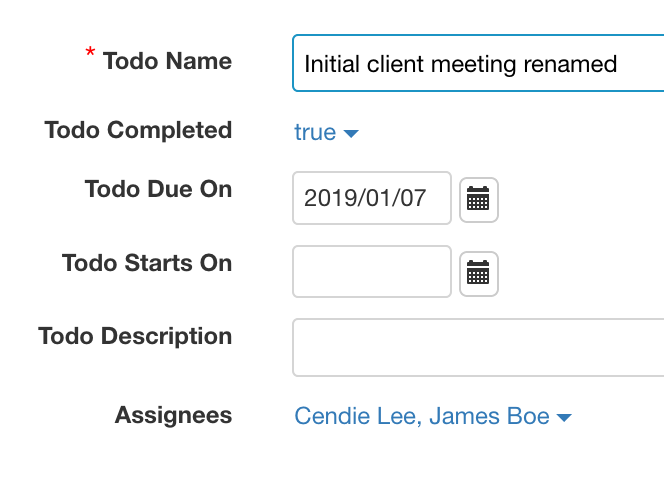 * Todo Name Initial client meeting renamed
Todo Completed true
Todo Due On 2019/01/07
Todo Starts On
Todo Description
Assignees Cendie Lee, James Boe